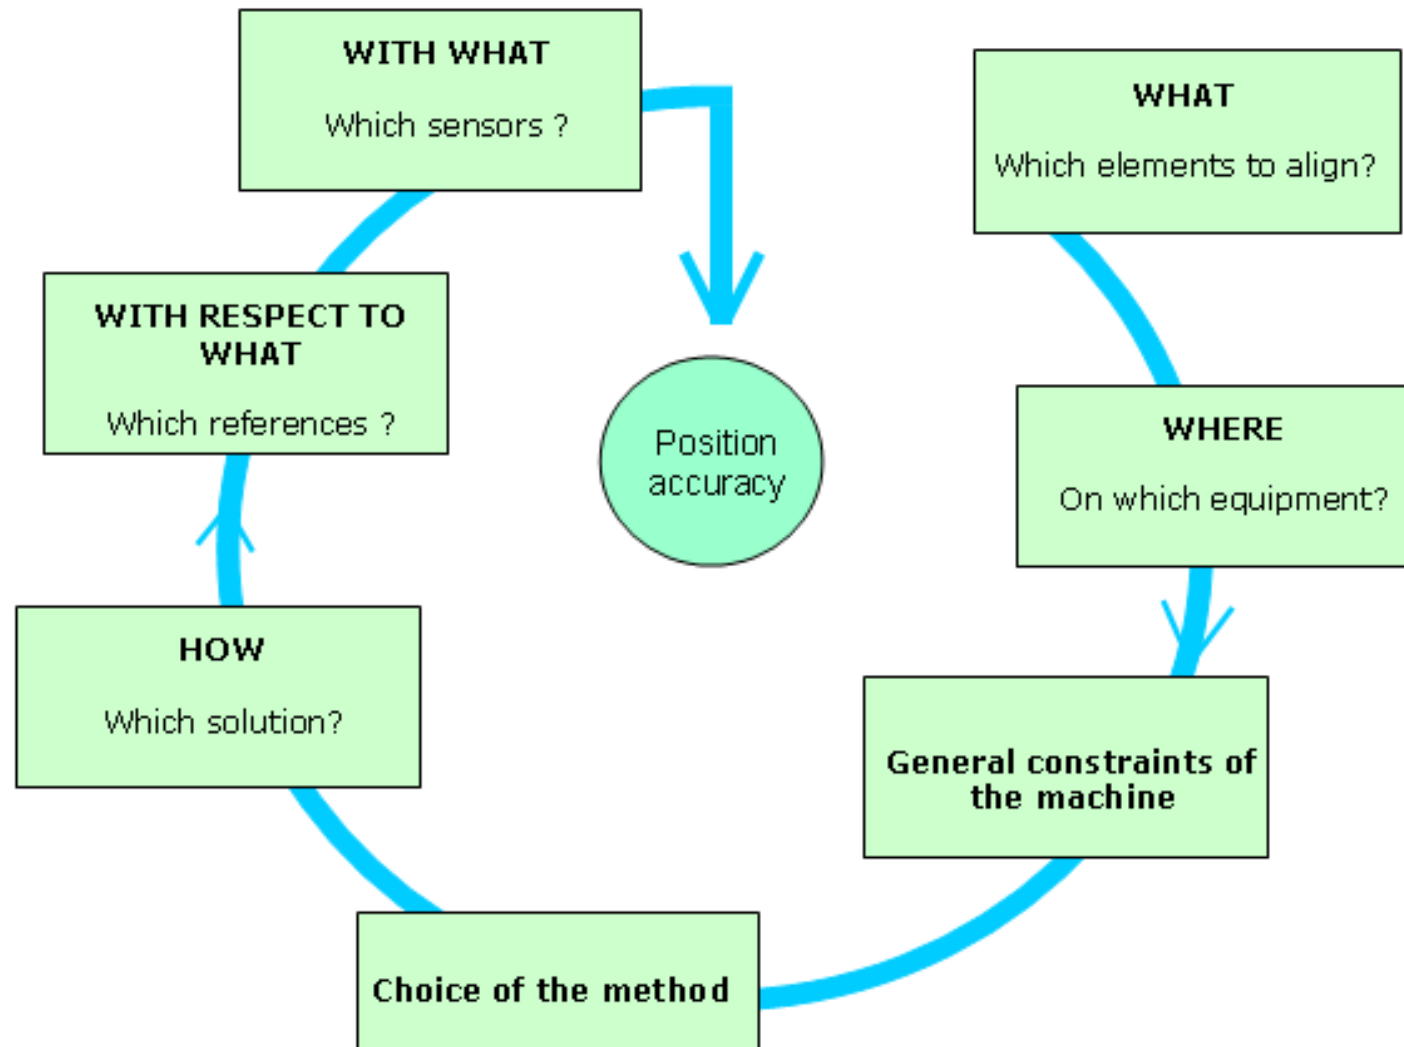 WITH WHAT
Which sensors ?
WHAT
Which elements to align?
WITH RESPECT TO
WHAT
Which references ?
Position
accuracy
WHERE
On which equipment?
HOW
Which solution?
General constraints of
the machine
Choice of the method